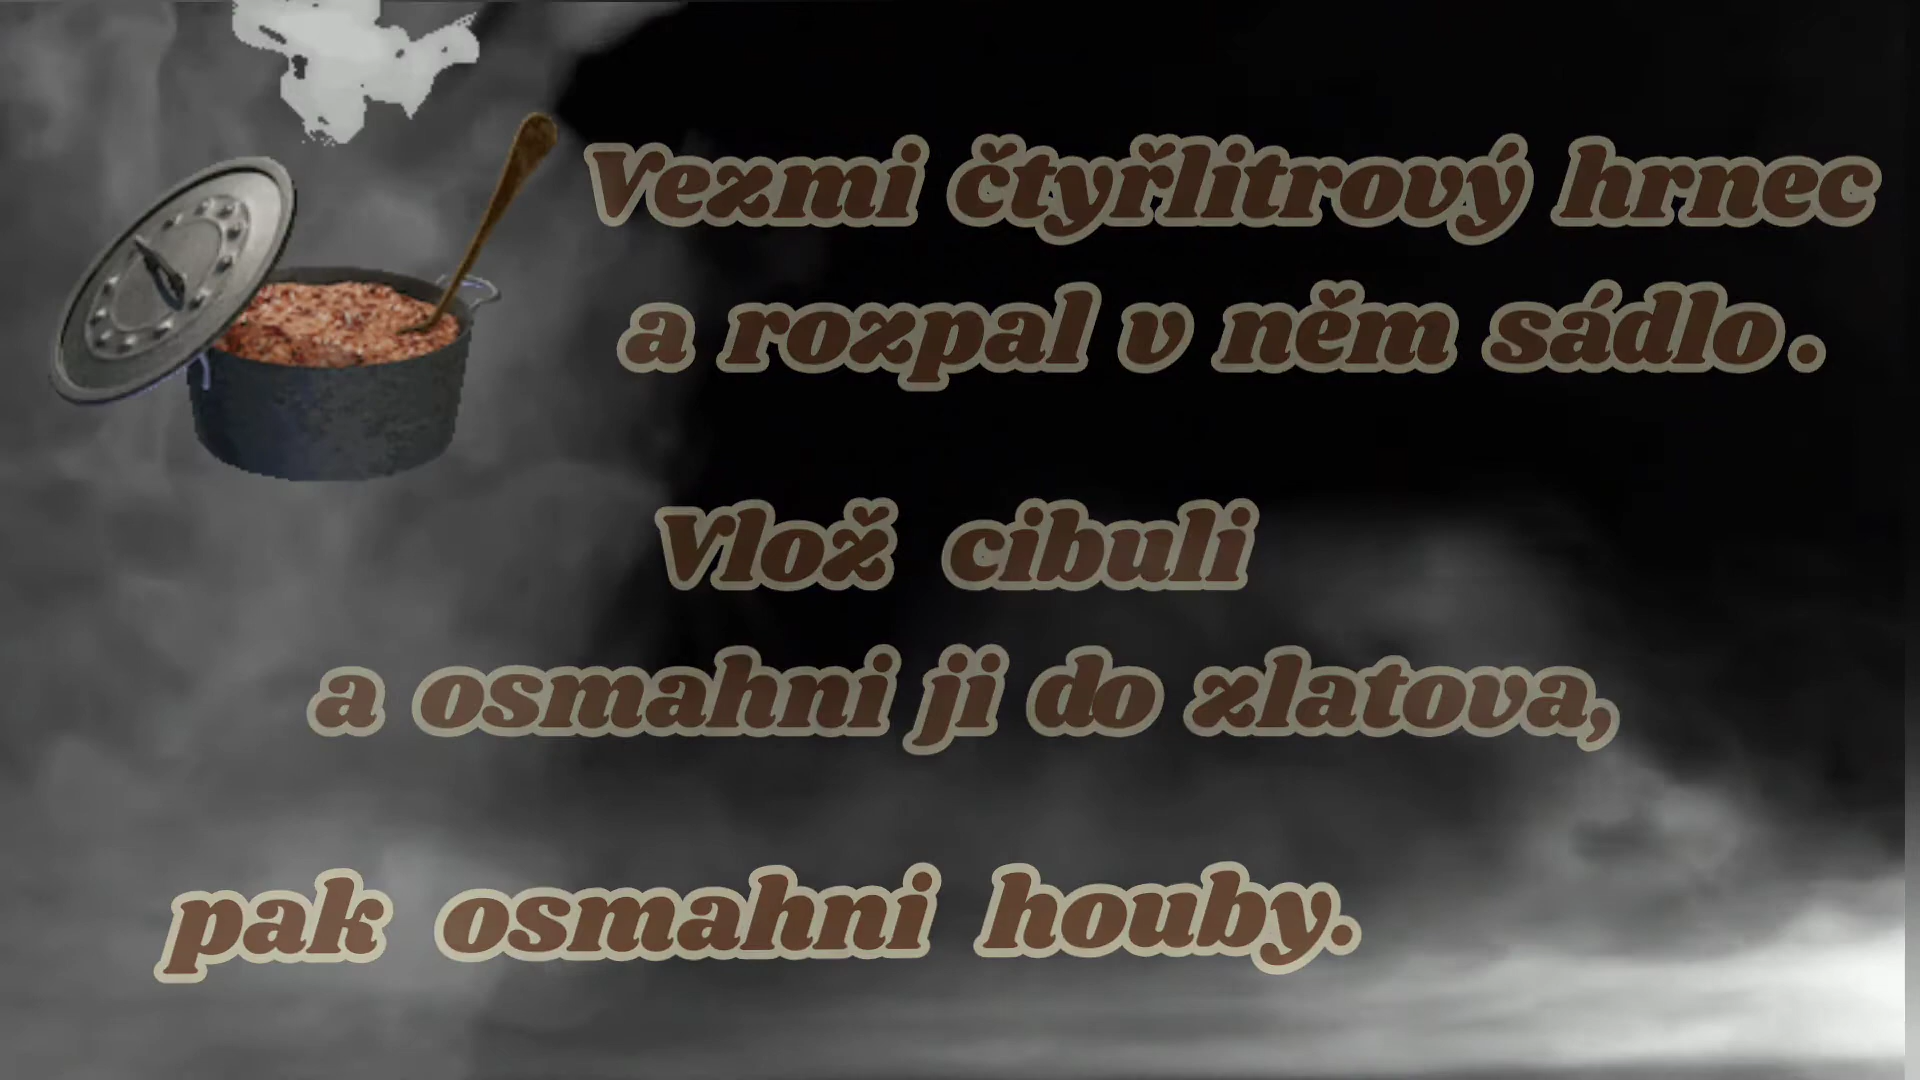 Vezmi čtyřlitrový hrnec
a rozpal v něm sádlo.
Vlož cibuli
a osmahni ji do zlatova,
pak osmahni houby.